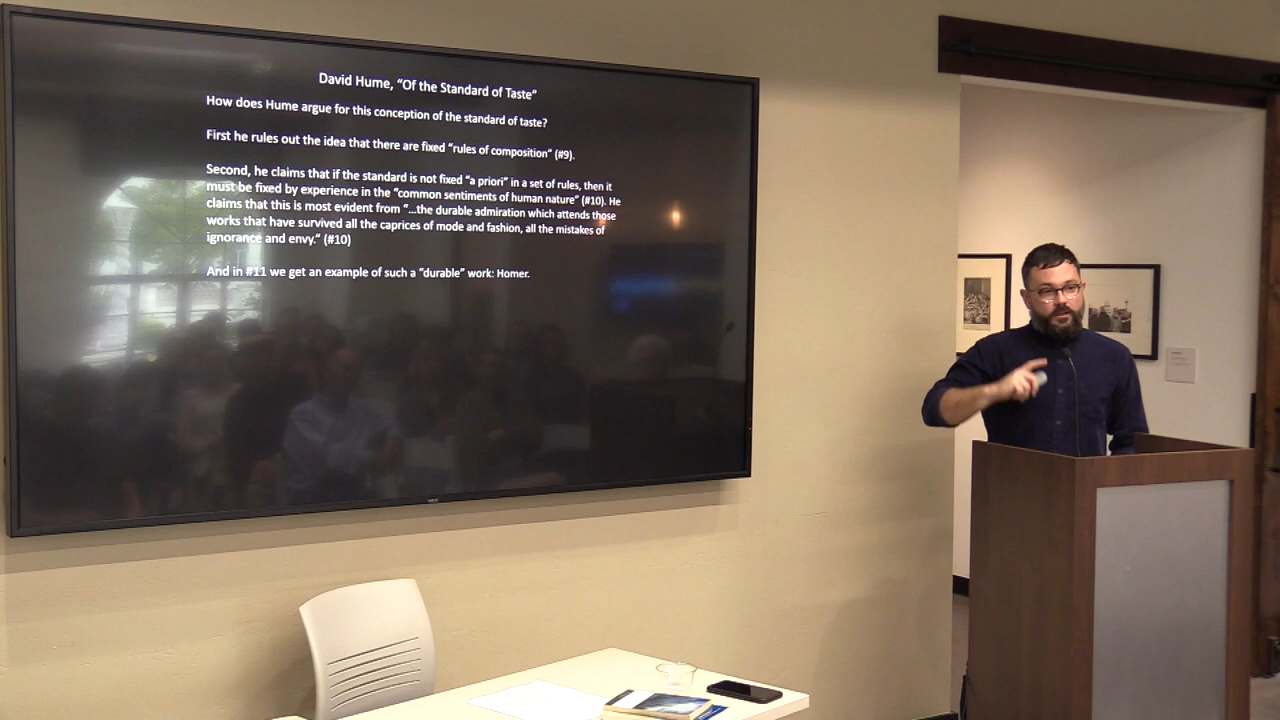 David Hume, “Of the Standard of Taste”
How does Hume argue for this conception of the standard of taste?
First he rules out the idea that there are fixed “rules of composition” (#9).
Second, he claims that if the standard is not fixed “a priori” in a set of rules, then it
must be fixed by experience in the “common sentiments of human nature” (#10). He
claims that this is most evident from “...the durable admiration which attends those
works that have survived all the caprices of mode and fashion, all the mistakes of
ignorance and envy.” (#10)
And in #11 we get an example of such a “durable” work: Homer.
NEC